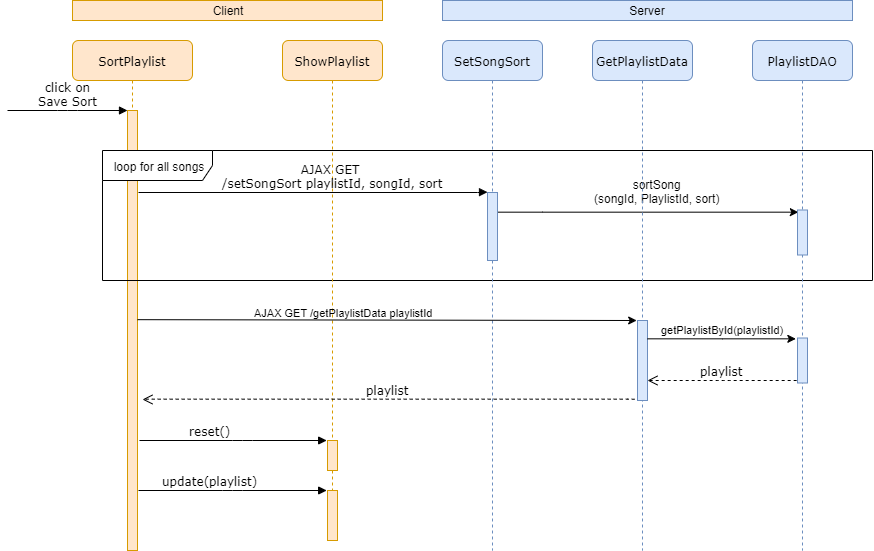 Client
Server
SortPlaylist
ShowPlaylist
SetSongSort
GetPlaylistData
PlaylistDAO
click on
Save Sort
loop for all songs
AJAX GET
/setSongSort playlistId, songId, sort
sortSong
(songId, PlaylistId, sort)
AJAX GET /getPlaylistData playlistId
getPlaylistById(playlistId)
playlist
playlist
reset()
update(playlist)